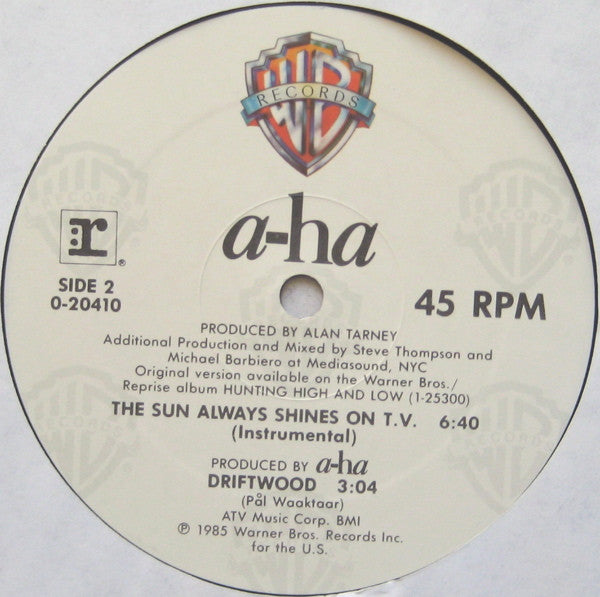 WB
RECORDS
a-ha
r®
SIDE 2
0-20410
45 RPM
PRODUCED BY ALAN TARNEY
Additional Production and Mixed by Steve Thompson and
Michael Barbiero at Mediasound, NYC
Original version available on the Warner Bros./
Reprise album HUNTING HIGH AND LOW (1-25300)
THE SUN ALWAYS SHINES ON T.V. 6:40
(Instrumental)
PRODUCED BY a-ha
DRIFTWOOD 3:04
(Pål Waaktaar)
ATV Music Corp. BMI
℗ 1985 Warner Bros. Records Inc.
for the U.S.